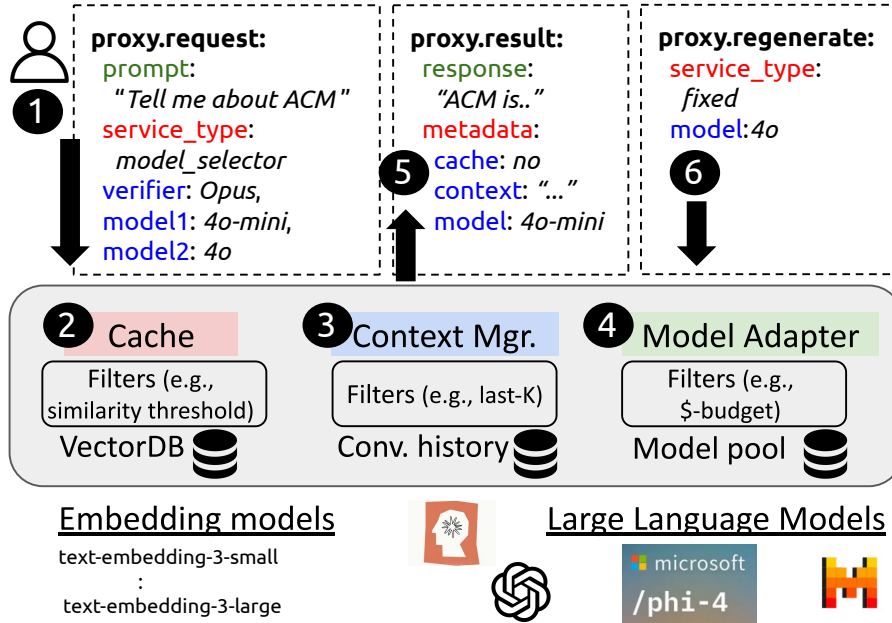 proxy.request:
prompt:
“Tell me about ACM”
service_type:
model_selector
verifier: Opus,
model1: 4o-mini,
model2: 4o
1
proxy.result:
response:
“ACM is..”
metadata:
cache: no
context: “...”
model: 4o-mini
5
proxy.regenerate:
service_type:
fixed
model:4o
6
2
Cache
Filters (e.g.,
similarity threshold)
VectorDB
3
Context Mgr.
Filters (e.g., last-K)
Conv. history
4
Model Adapter
Filters (e.g.,
$-budget)
Model pool
Embedding models
text-embedding-3-small
:
text-embedding-3-large
Large Language Models
microsoft
/phi-4